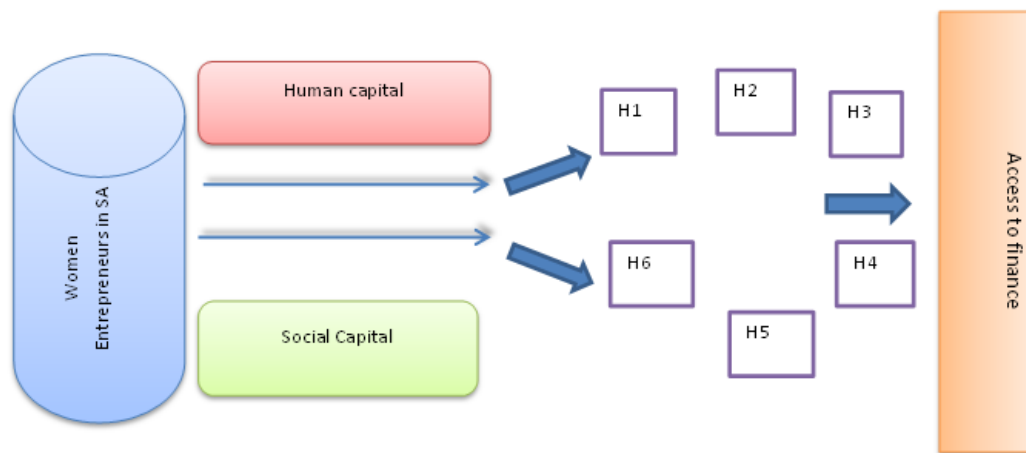 Women
Entrepreneurs in SA
Human capital
Social Capital
H1
H2
H3
H6
H4
H5
Access to finance